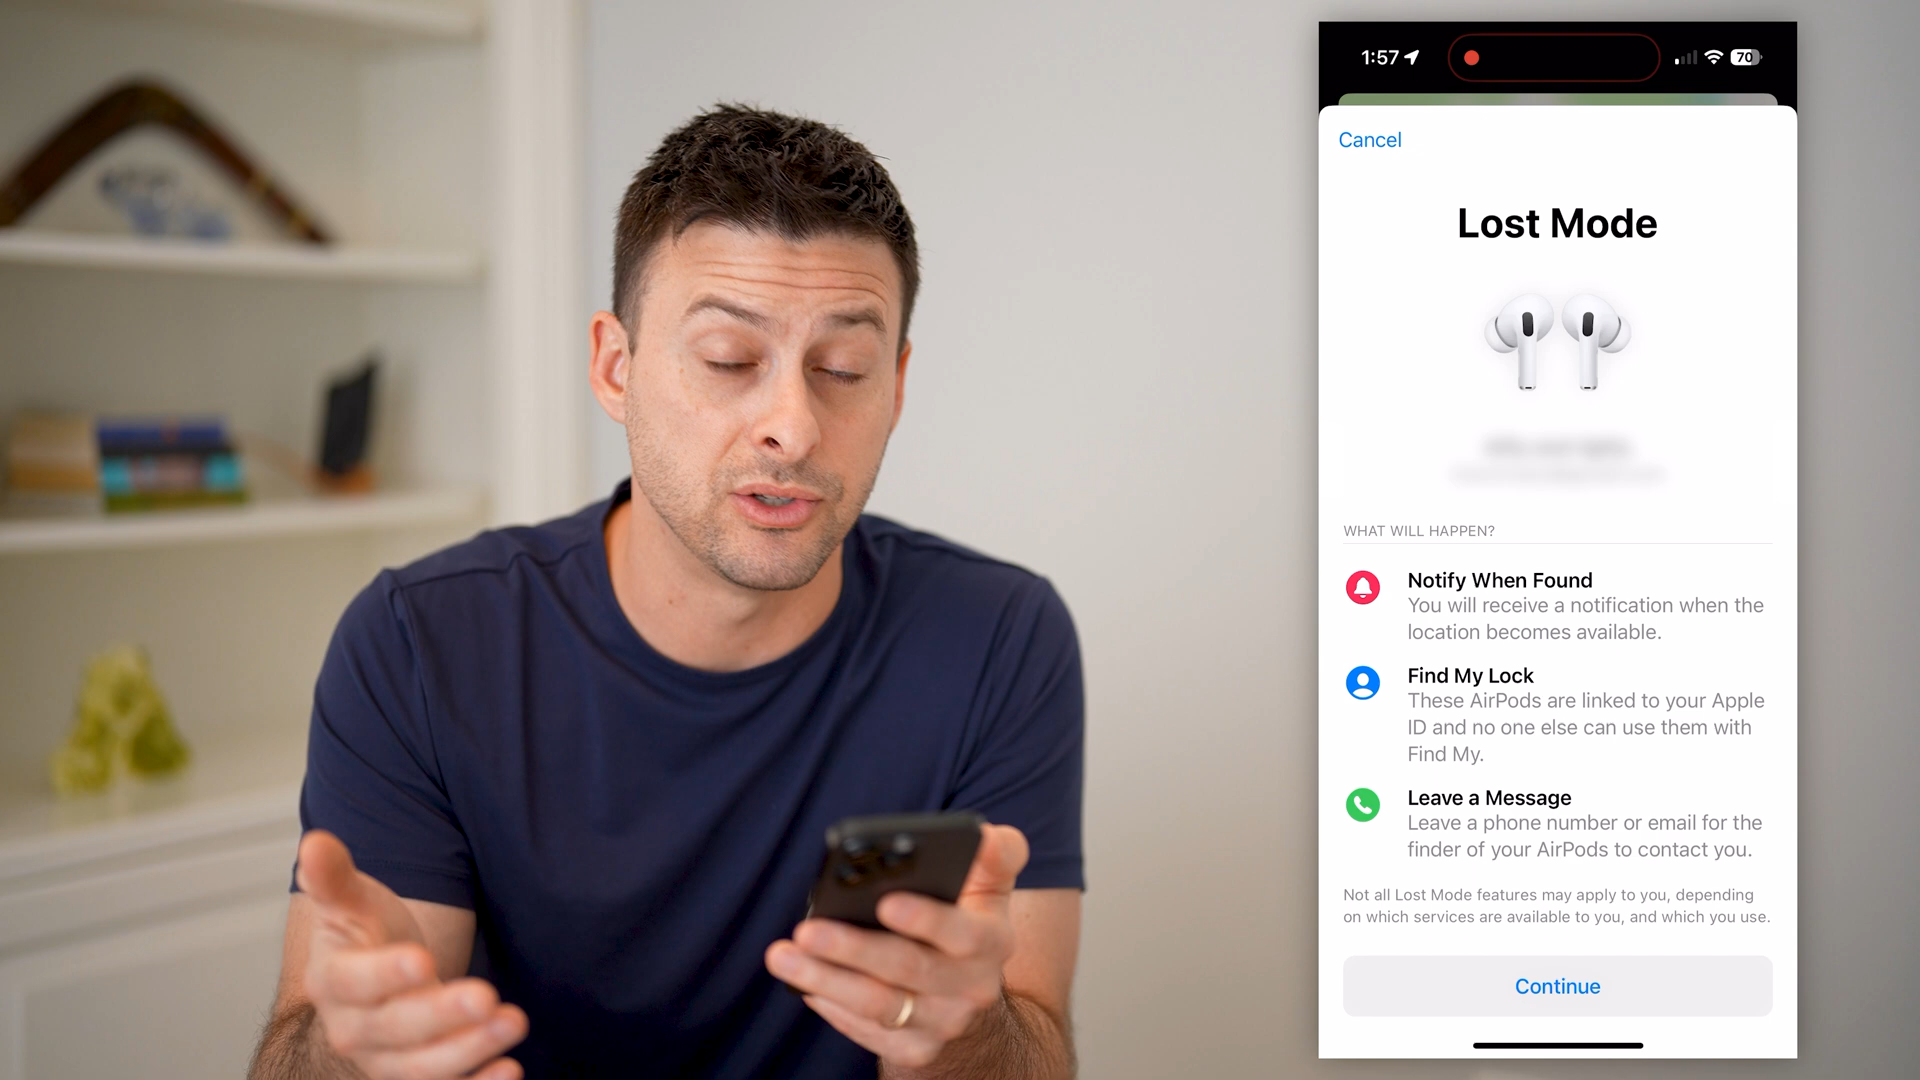 1:57
70
Cancel
Lost Mode
WHAT WILL HAPPEN?
Notify When Found
You will receive a notification when the
location becomes available.
Find My Lock
These AirPods are linked to your Apple
ID and no one else can use them with
Find My.
Leave a Message
Leave a phone number or email for the
finder of your AirPods to contact you.
Not all Lost Mode features may apply to you, depending
on which services are available to you, and which you use.
Continue